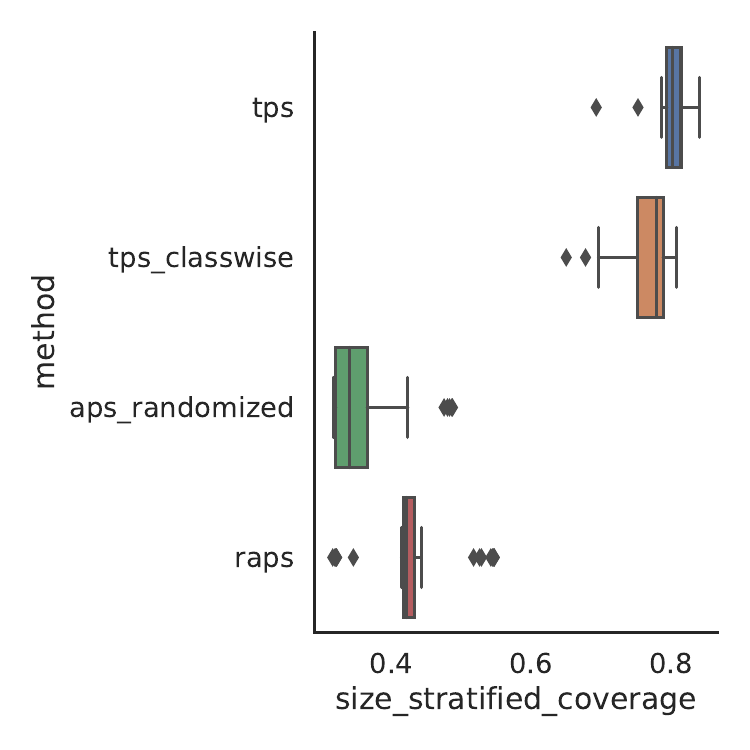 method
tps
tps_classwise
aps_randomized
raps
0.4 0.6 0.8
size_stratified_coverage